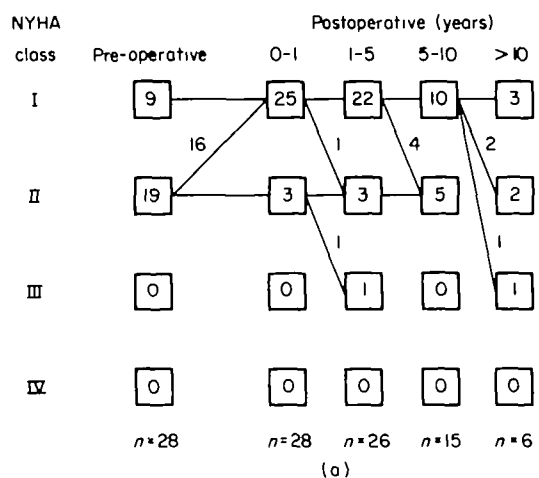 NYHA Postoperative (years)
class Pre-operative 0-1 1-5 5-10 >10
I 9 25 22 10 3
16 1 4 2
II 19 3 3 5 2
1 1
III 0 0 1 0 1
IV 0 0 0 0 0
n=28 n=28 n=26 n=15 n=6
(a)